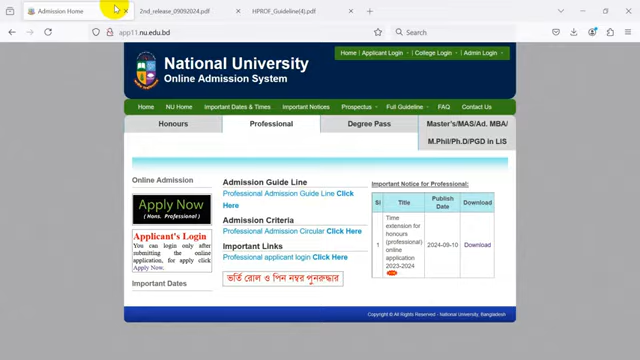 Admission Home
2nd_release_09092024.pdf
HPROF_Guideline(4).pdf
app11.nu.edu.bd
Search
National University
Online Admission System
Home | Applicant Login | College Login | Admin Login
Home NU Home Important Dates & Times Important Notices Prospectus Full Guideline FAQ Contact Us
Honours Professional Degree Pass Master's/MAS/Ad. MBA/
M.Phil/Ph.D/PGD in LIS
Online Admission
Apply Now
(Hons. Professional)
Applicant's Login
You can login only after
submitting the online
application, for apply click
Apply Now.
Important Dates
Admission Guide Line
Professional Admission Guide Line Click
Here
Admission Criteria
Professional Admission Circular Click Here
Important Links
Professional applicant login Click Here
ভর্তি রোল ও পিন নম্বর পুনরুদ্ধার
Important Notice for Professional:
Sl Title Publish Date Download
1 Time extension for honours (professional) online application 2023-2024 2024-09-10 Download
Copyright © All Rights Reserved - National University, Bangladesh